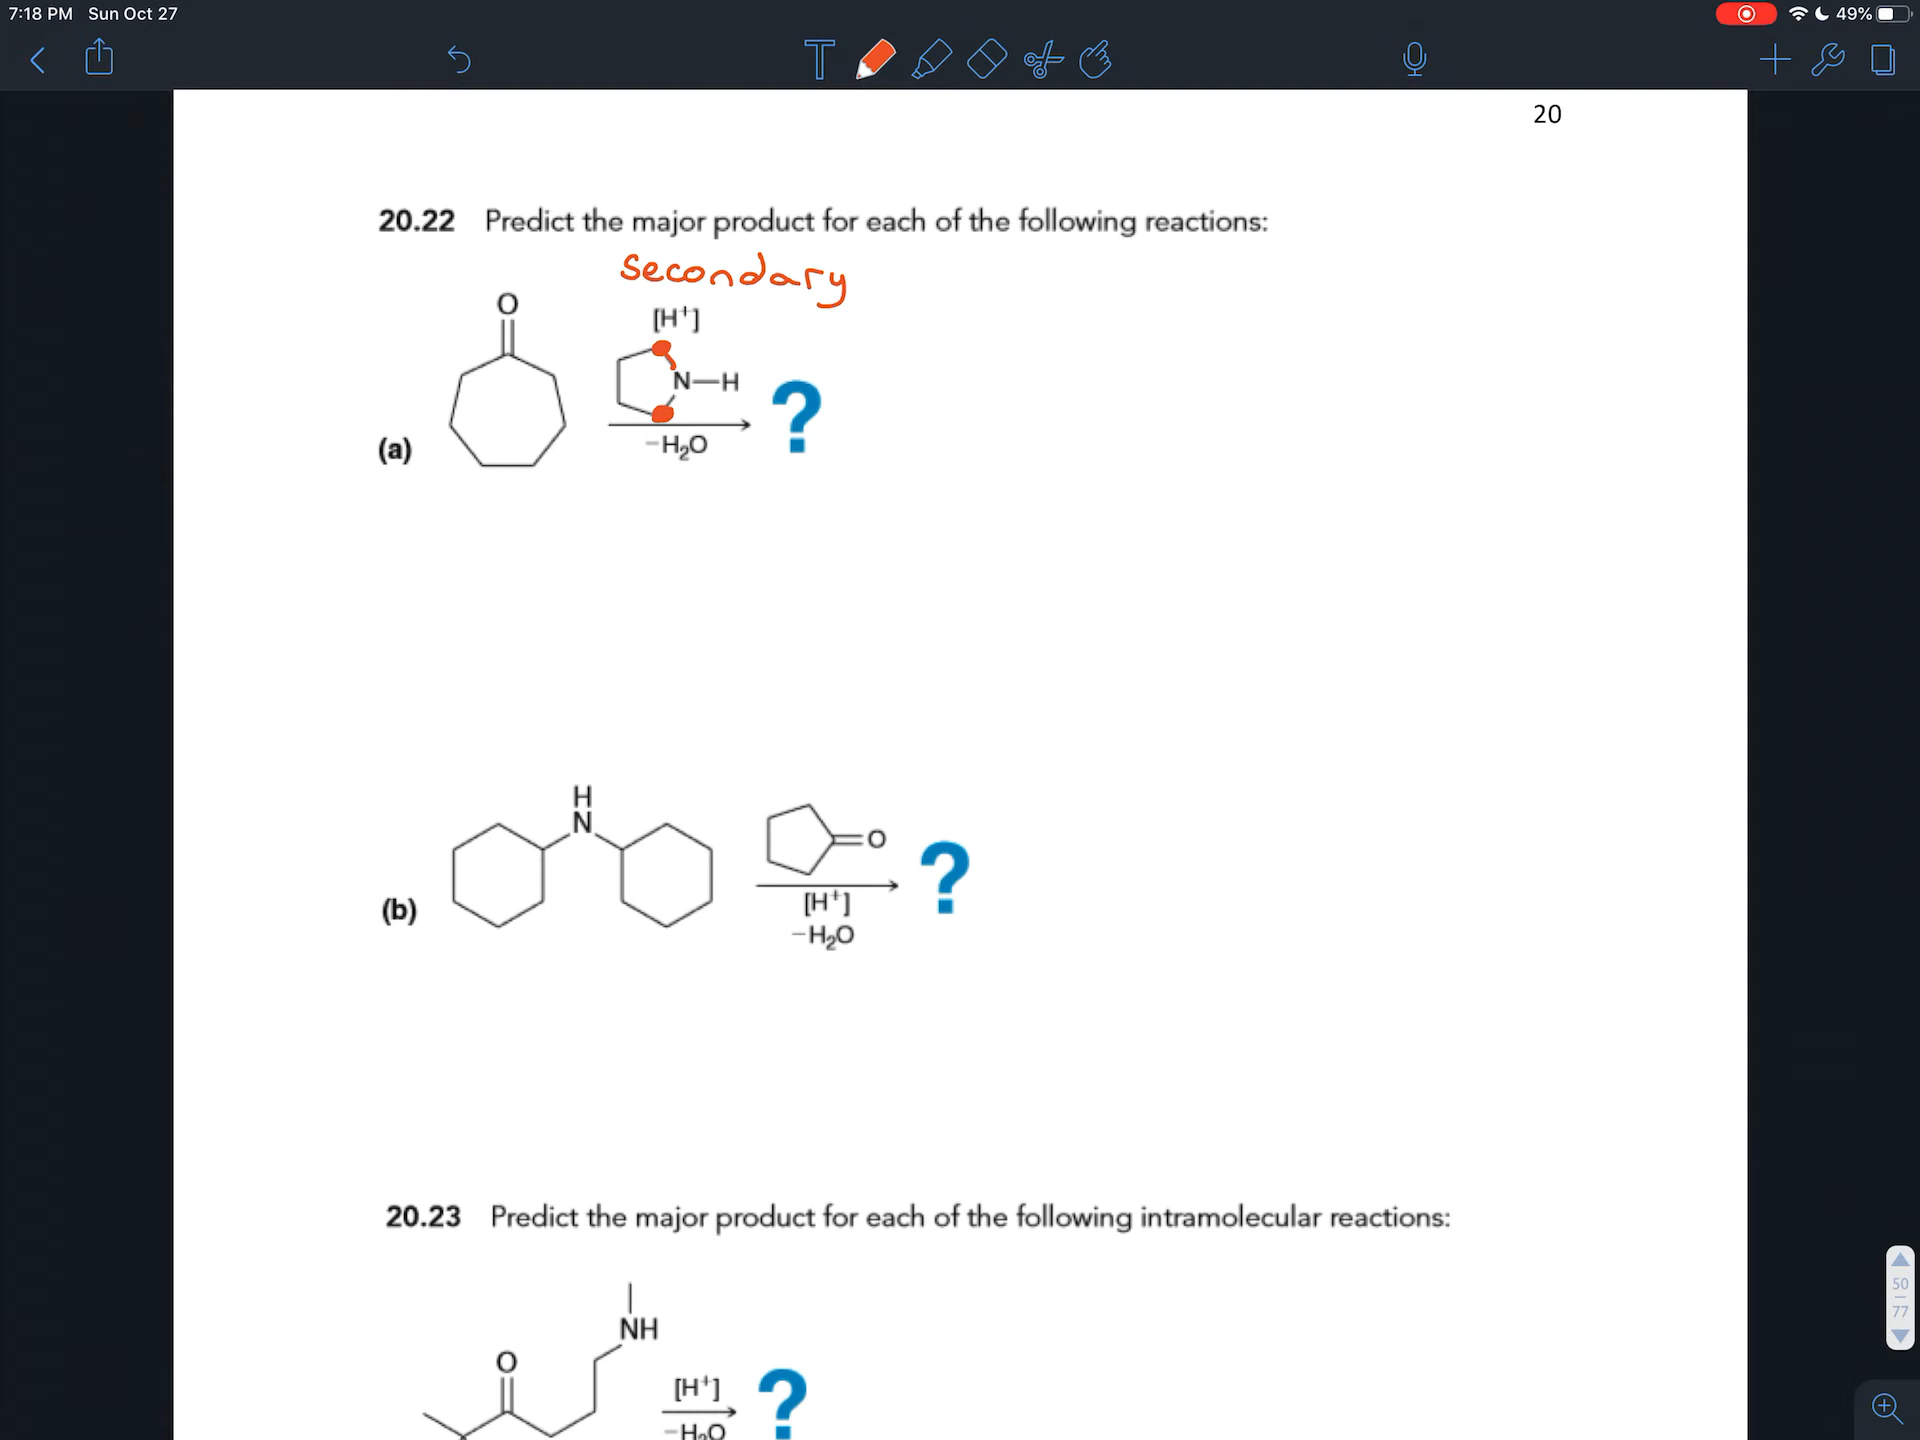 7:18 PM Sun Oct 27
49%
T
20
20.22 Predict the major product for each of the following reactions:
secondary
O
[H⁺]
N—H
?
(a)
−H₂O
H
N
O
?
(b)
[H⁺]
−H₂O
20.23 Predict the major product for each of the following intramolecular reactions:
50
77
NH
O
[H⁺]
?
−H₂O